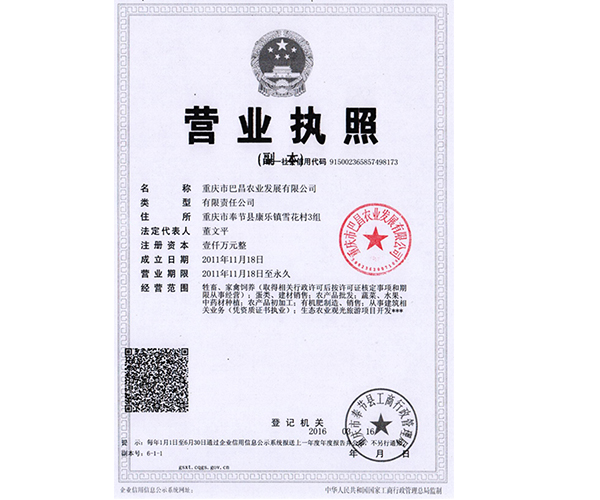 营业执照
(副 本)
统一社会信用代码 915002365857498173
名 称 重庆市巴昌农业发展有限公司
类 型 有限责任公司
住 所 重庆市奉节县康乐镇雪花村3组
法定代表人 董文平
注册资本 壹仟万元整
成立日期 2011年11月18日
营业期限 2011年11月18日至永久
经营范围 牲畜、家禽饲养(取得相关行政许可后按许可证核定事项和期
限从事经营);蛋类、建材销售;农产品批发;蔬菜、水果、
中药材种植;农产品初加工;有机肥制造、销售;从事建筑相
关业务(凭资质证书执业);生态农业观光旅游项目开发***
重庆市巴昌农业发展有限公司
登记机关
重庆市奉节县工商行政管理局
2016 03 16
年 月 日
提示:每年1月1日至6月30日通过企业信用信息公示系统报送上一年度年度报告并公示,不另行通知
副本号:6-1-1
gsxt.cqgs.gov.cn
企业信用信息公示系统网址:
中华人民共和国国家工商行政管理总局监制